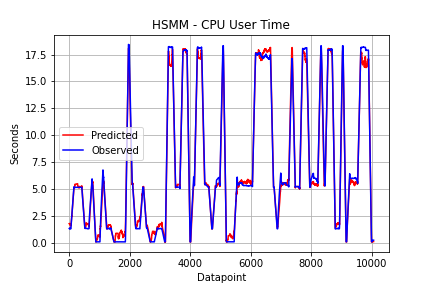 HSMM - CPU User Time
Seconds
17.5
15.0
12.5
10.0
7.5
5.0
2.5
0.0
Predicted
Observed
0 2000 4000 6000 8000 10000
Datapoint